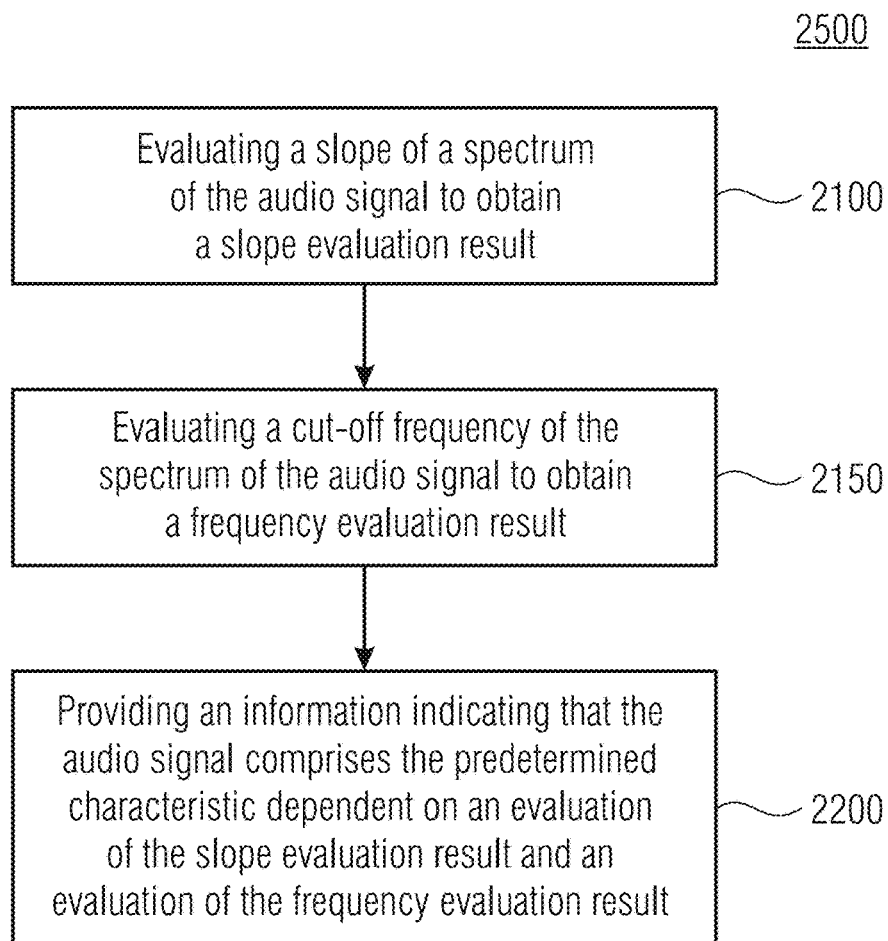 2500
Evaluating a slope of a spectrum
of the audio signal to obtain
a slope evaluation result
2100
Evaluating a cut-off frequency of the
spectrum of the audio signal to obtain
a frequency evaluation result
2150
Providing an information indicating that the
audio signal comprises the predetermined
characteristic dependent on an evaluation
of the slope evaluation result and an
evaluation of the frequency evaluation result
2200